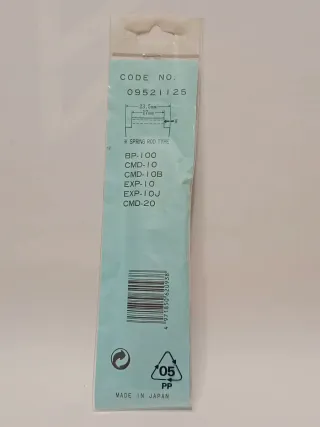 CODE NO.
09521125
17mm
※ SPRING ROD TYPE
BP-100
CMD-10
CMD-10B
EXP-10
EXP-10J
CMD-20
05
PP
MADE IN JAPAN